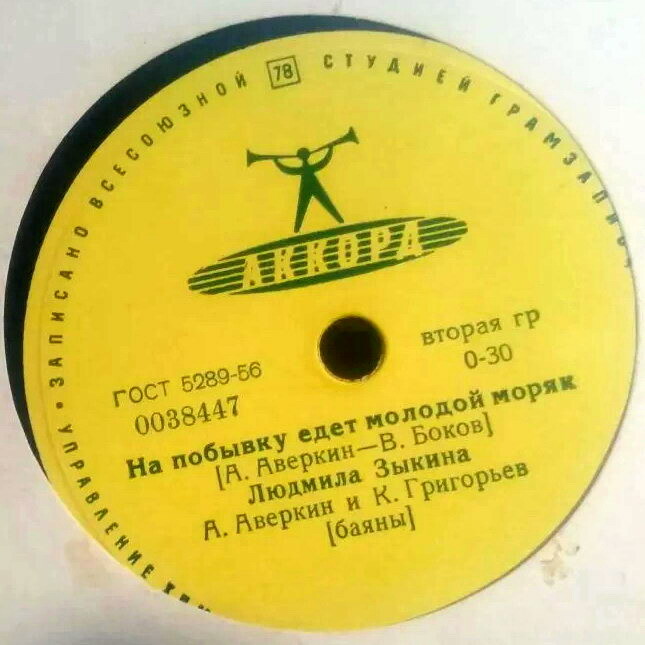 ЗАПИСАНО ВСЕСОЮЗНОЙ 78 СТУДИЕЙ ГРАМЗАПИСИ
АККОРД
ГОСТ 5289-56
вторая гр
0038447
0-30
На побывку едет молодой моряк
[А. Аверкин—В. Боков]
Людмила Зыкина
А. Аверкин и К. Григорьев
[баяны]
УПРАВЛЕНИЕ